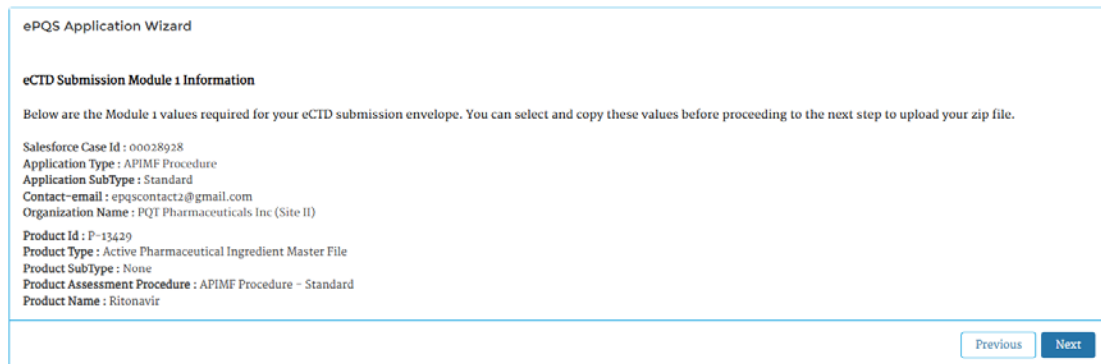 ePQS Application Wizard
eCTD Submission Module 1 Information
Below are the Module 1 values required for your eCTD submission envelope. You can select and copy these values before proceeding to the next step to upload your zip file.
Salesforce Case Id : 00028928
Application Type : APIMF Procedure
Application SubType : Standard
Contact-email : epqscontact2@gmail.com
Organization Name : PQT Pharmaceuticals Inc (Site II)
Product Id : P-13429
Product Type : Active Pharmaceutical Ingredient Master File
Product SubType : None
Product Assessment Procedure : APIMF Procedure - Standard
Product Name : Ritonavir
Previous Next